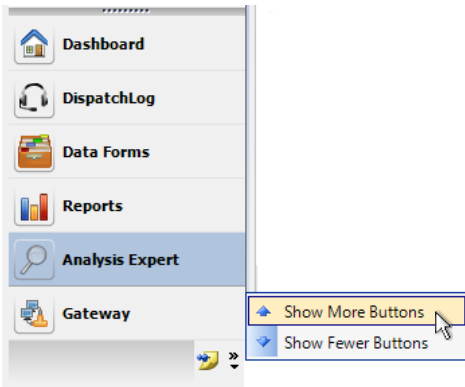 Dashboard
DispatchLog
Data Forms
Reports
Analysis Expert
Gateway
Show More Buttons
Show Fewer Buttons